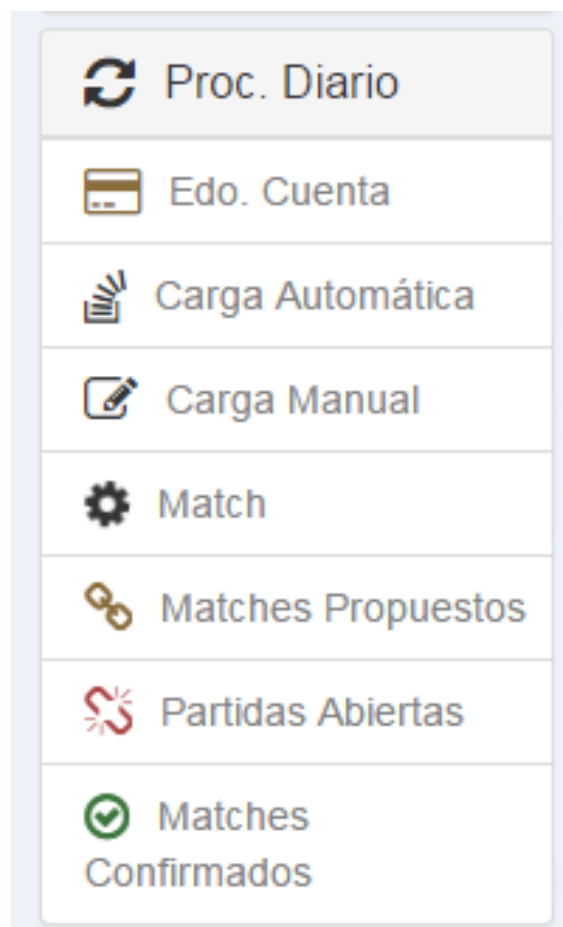 Proc. Diario
Edo. Cuenta
Carga Automática
Carga Manual
Match
Matches Propuestos
Partidas Abiertas
Matches
Confirmados